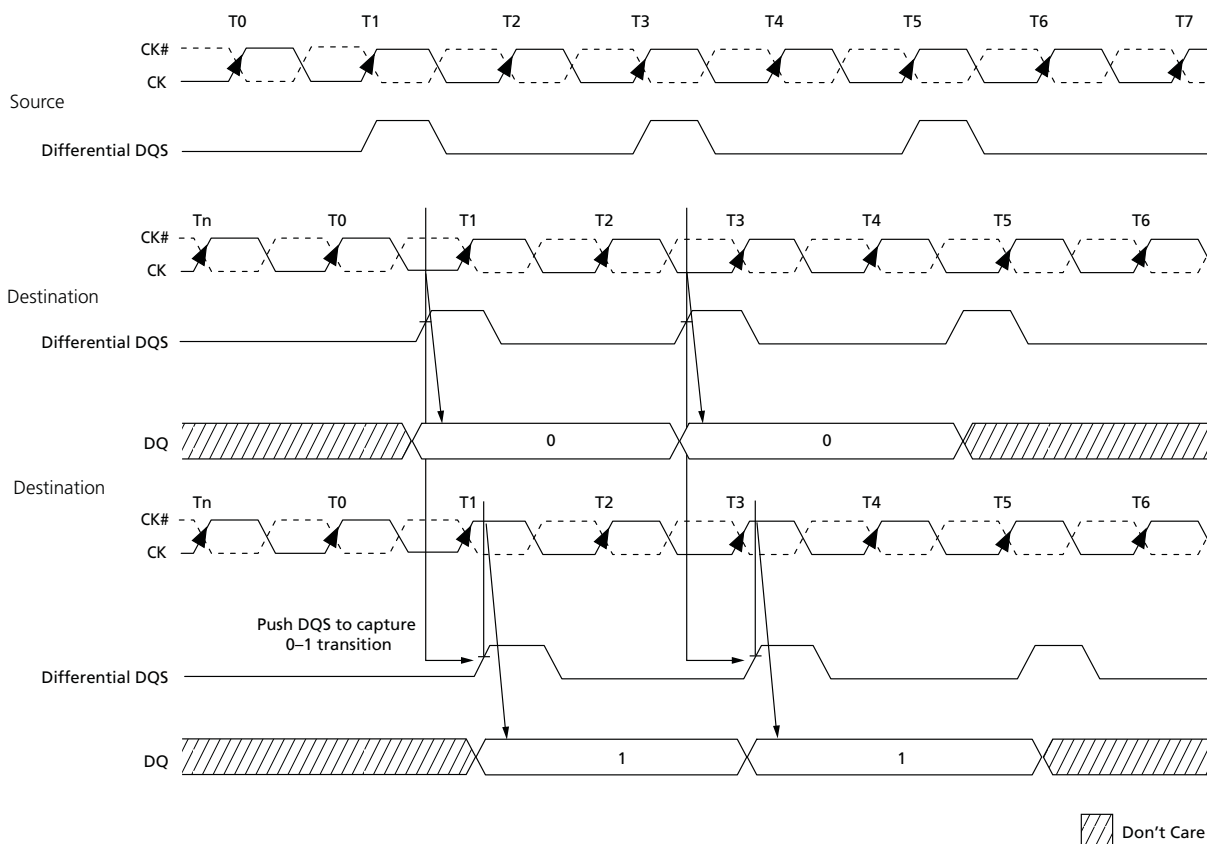 T0 T1 T2 T3 T4 T5 T6 T7
CK#
CK
Source
Differential DQS
Tn T0 T1 T2 T3 T4 T5 T6
CK#
CK
Destination
Differential DQS
DQ 0 0
Destination
Tn T0 T1 T2 T3 T4 T5 T6
CK#
CK
Push DQS to capture
0–1 transition
Differential DQS
DQ 1 1
Don't Care